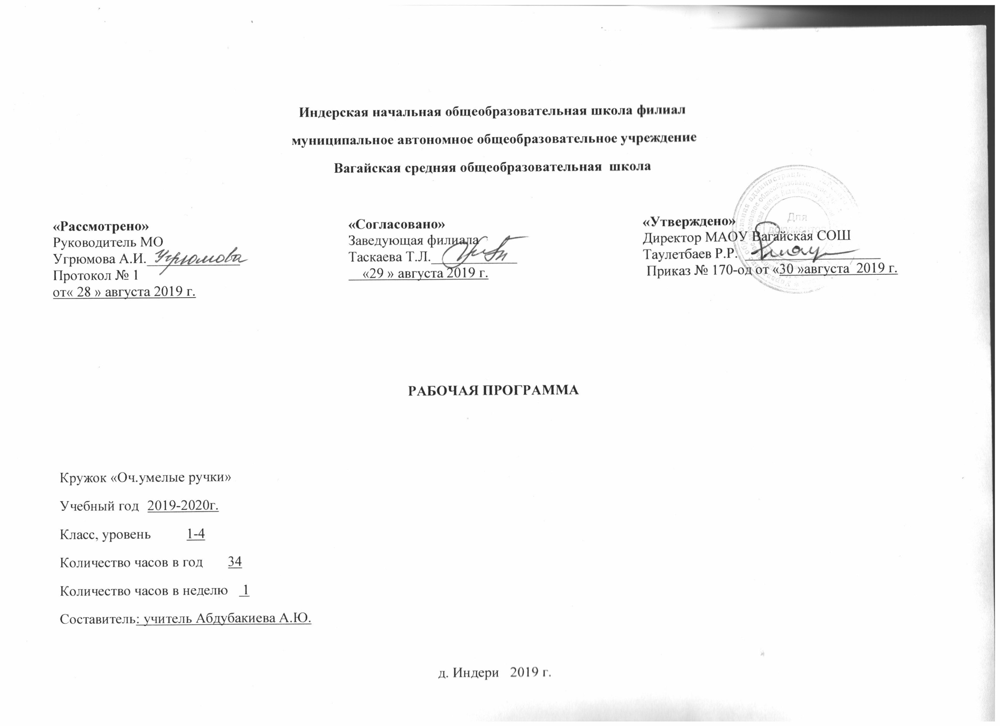 Индерская начальная общеобразовательная школа филиал
муниципальное автономное общеобразовательное учреждение
Вагайская средняя общеобразовательная школа
«Рассмотрено»
Руководитель МО
Угрюмова А.И. Угрюмова
Протокол № 1
от« 28 » августа 2019 г.
«Согласовано»
Заведующая филиала
Таскаева Т.Л.
«29 » августа 2019 г.
«Утверждено»
Директор МАОУ Вагайская СОШ
Таулетбаев Р.Р.
Приказ № 170-од от «30 »августа 2019 г.
Для
документов
РАБОЧАЯ ПРОГРАММА
Кружок «Оч.умелые ручки»
Учебный год 2019-2020г.
Класс, уровень 1-4
Количество часов в год 34
Количество часов в неделю 1
Составитель: учитель Абдубакиева А.Ю.
д. Индери 2019 г.